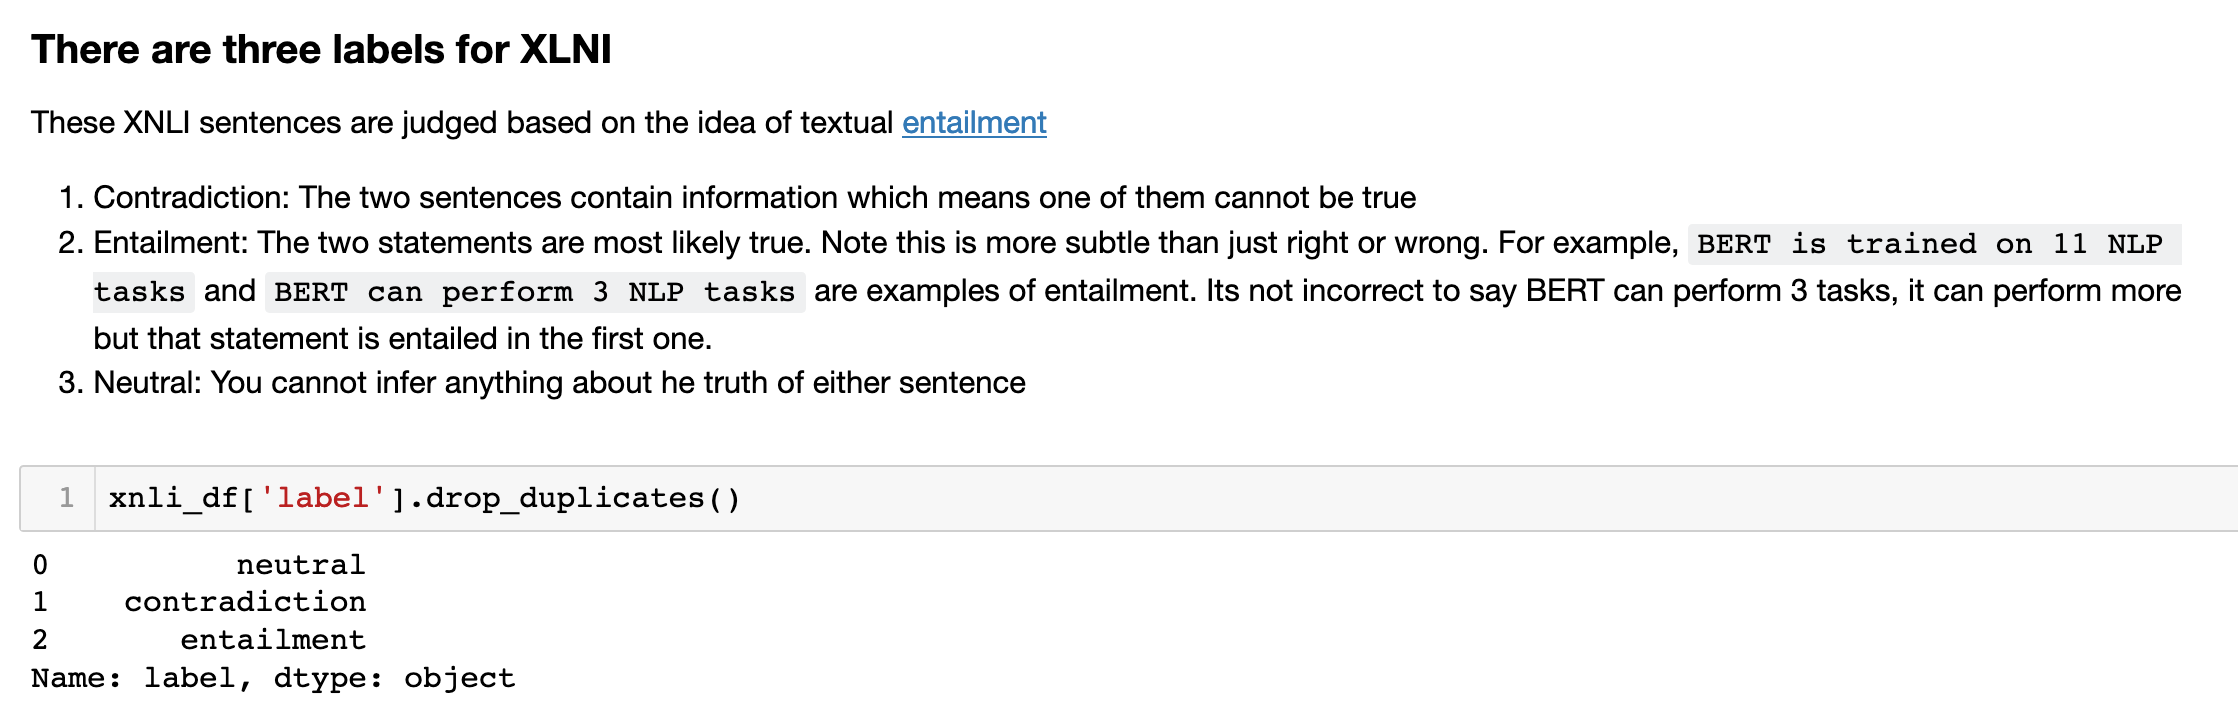 There are three labels for XLNI
These XNLI sentences are judged based on the idea of textual entailment
1. Contradiction: The two sentences contain information which means one of them cannot be true
2. Entailment: The two statements are most likely true. Note this is more subtle than just right or wrong. For example, BERT is trained on 11 NLP
tasks and BERT can perform 3 NLP tasks are examples of entailment. Its not incorrect to say BERT can perform 3 tasks, it can perform more
but that statement is entailed in the first one.
3. Neutral: You cannot infer anything about he truth of either sentence
1 xnli_df['label'].drop_duplicates()
0 neutral
1 contradiction
2 entailment
Name: label, dtype: object